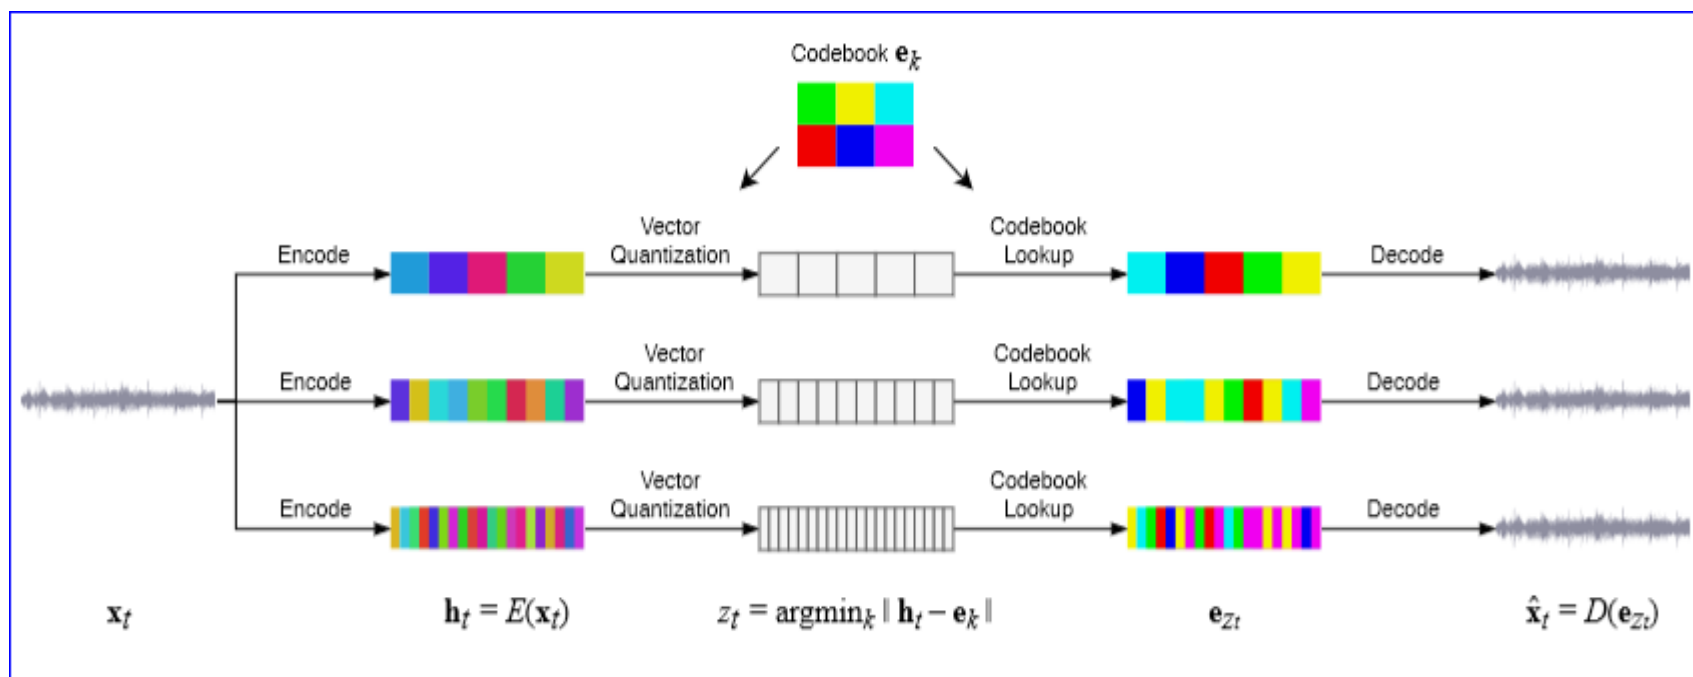 Codebook e_k
Vector
Quantization
Codebook
Lookup
Encode
Decode
Vector
Quantization
Codebook
Lookup
Encode
Decode
Vector
Quantization
Codebook
Lookup
Encode
Decode
x_t
h_t = E(x_t)
z_t = argmin_k || h_t − e_k ||
e_{z_t}
x̂_t = D(e_{z_t})